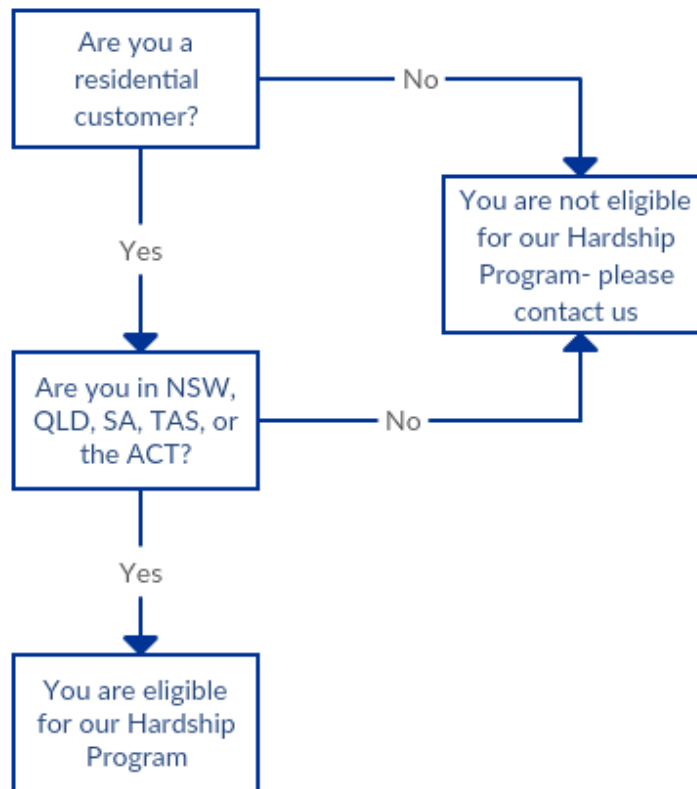 Are you a
residential
customer?
No
You are not eligible
for our Hardship
Program- please
contact us
Yes
Are you in NSW,
QLD, SA, TAS, or
the ACT?
No
Yes
You are eligible
for our Hardship
Program